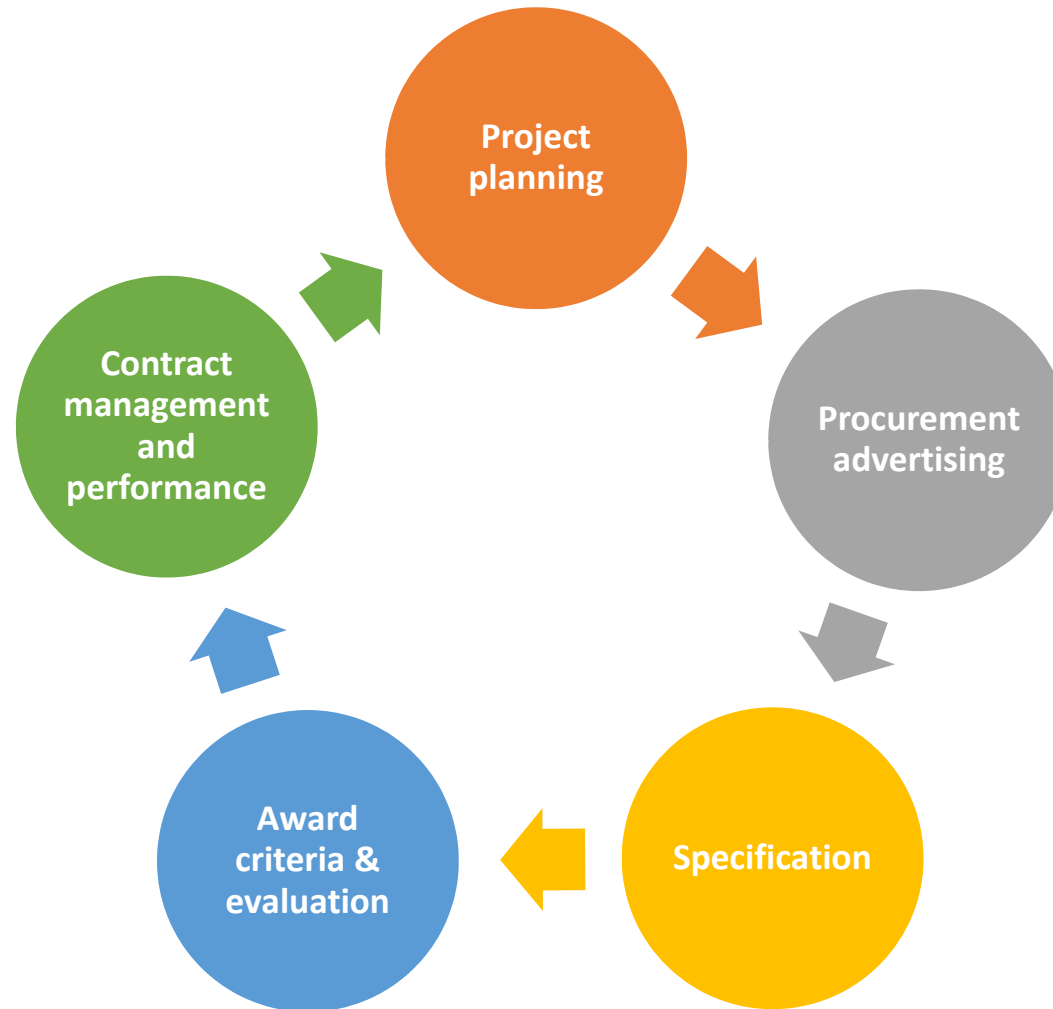 Project
planning
Procurement
advertising
Specification
Award
criteria &
evaluation
Contract
management
and
performance